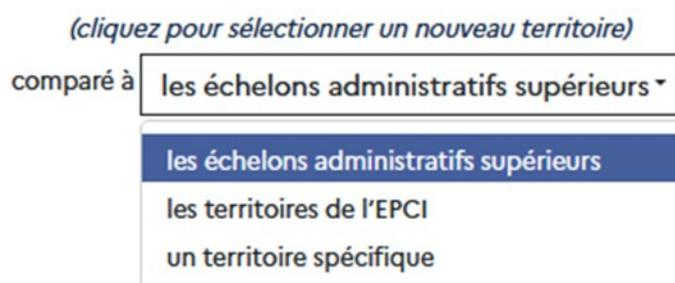 (cliquez pour sélectionner un nouveau territoire)
comparé à les échelons administratifs supérieurs
les échelons administratifs supérieurs
les territoires de l'EPCI
un territoire spécifique